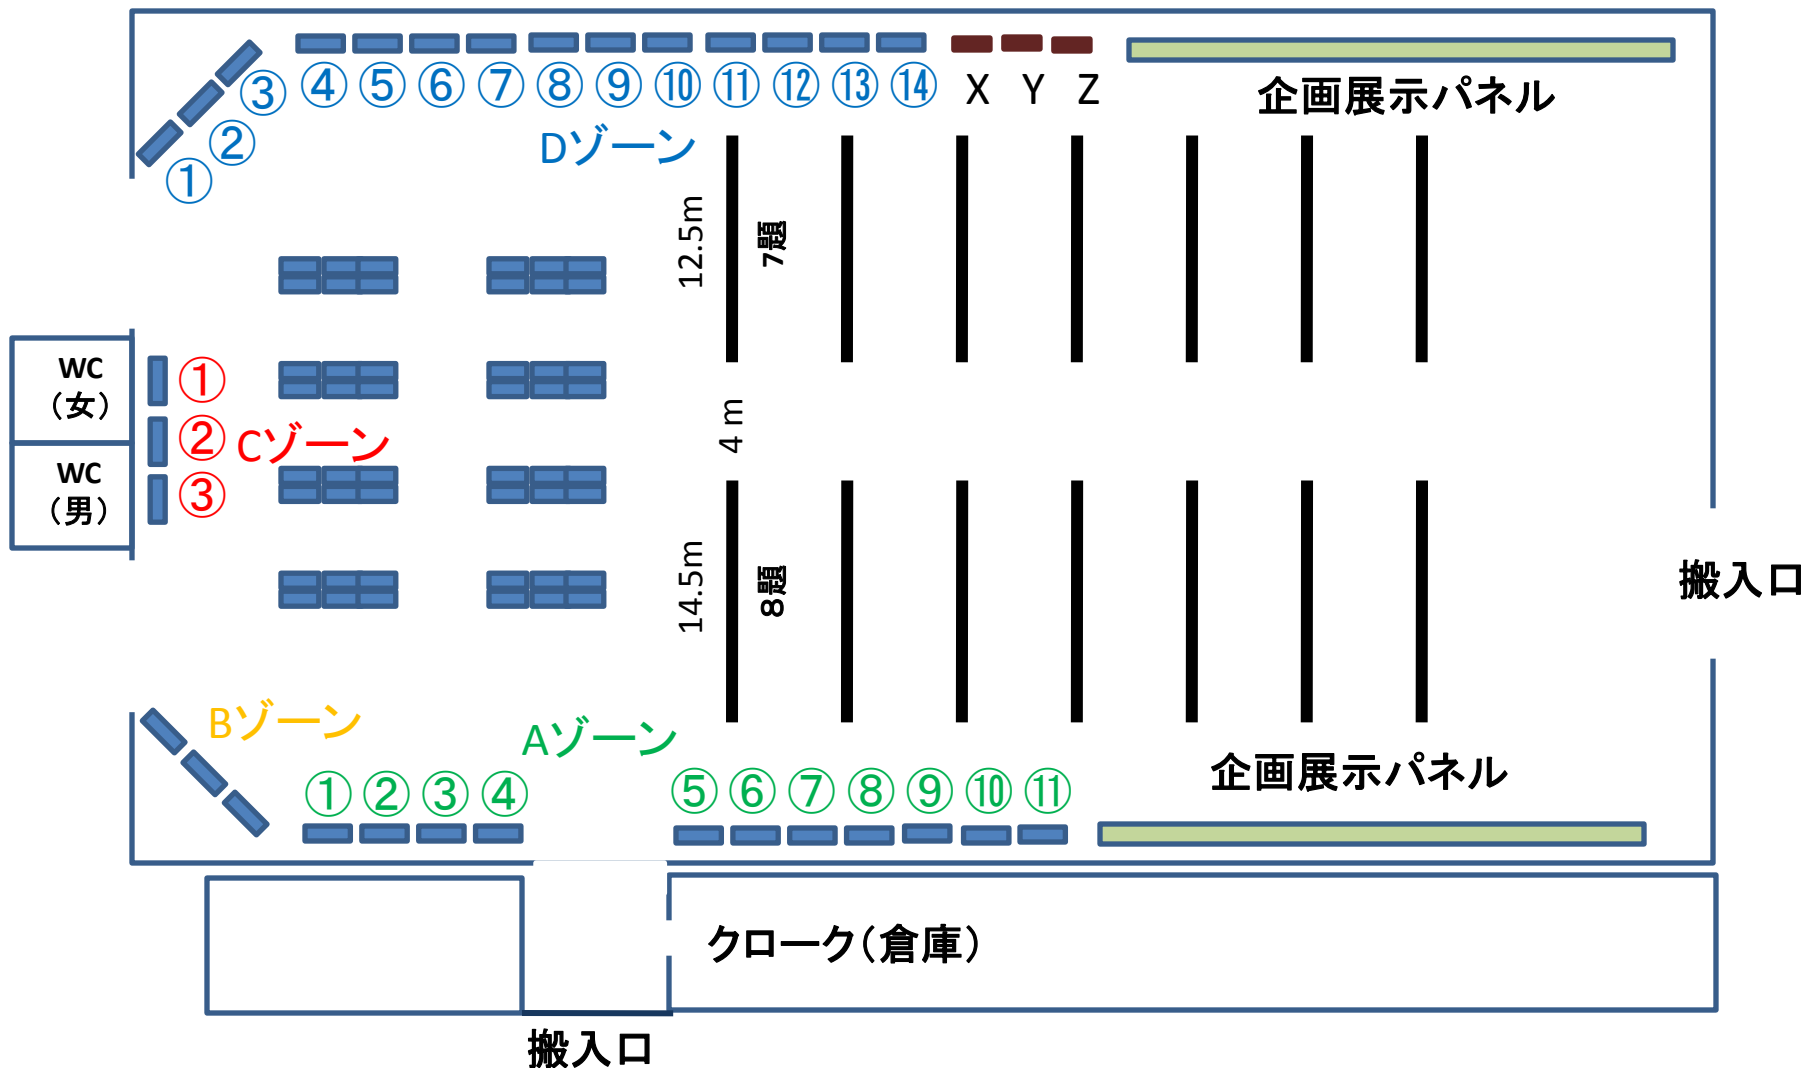 ④ ⑤ ⑥ ⑦ ⑧ ⑨ ⑩ ⑪ ⑫ ⑬ ⑭
X Y Z
企画展示パネル
③
②
①
Dゾーン
12.5m
7題
WC
（女）
①
②
Cゾーン
4 m
WC
（男）
③
14.5m
8題
搬入口
Bゾーン
Aゾーン
企画展示パネル
① ② ③ ④ ⑤ ⑥ ⑦ ⑧ ⑨ ⑩ ⑪
クローク（倉庫）
搬入口